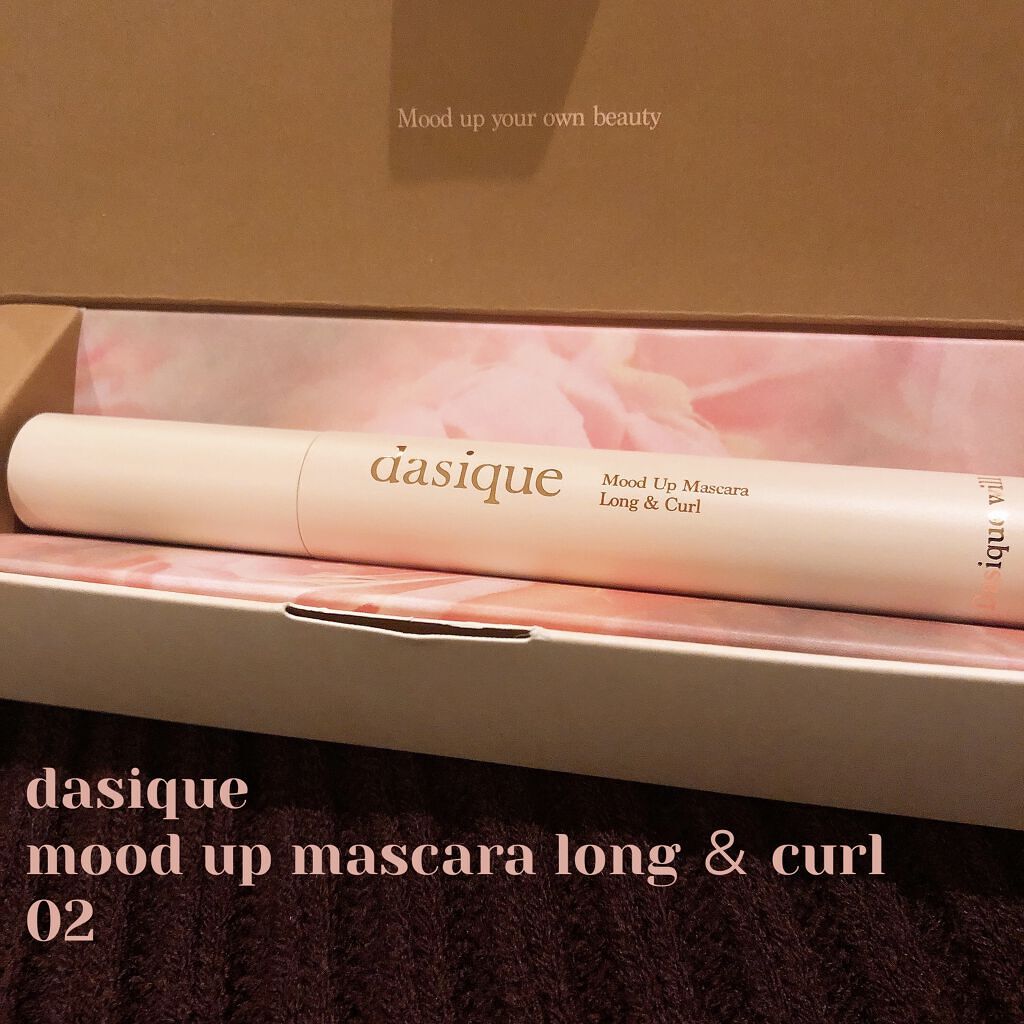 Mood up your own beauty
dasique
Mood Up Mascara
Long & Curl
dasique
mood up mascara long & curl
02